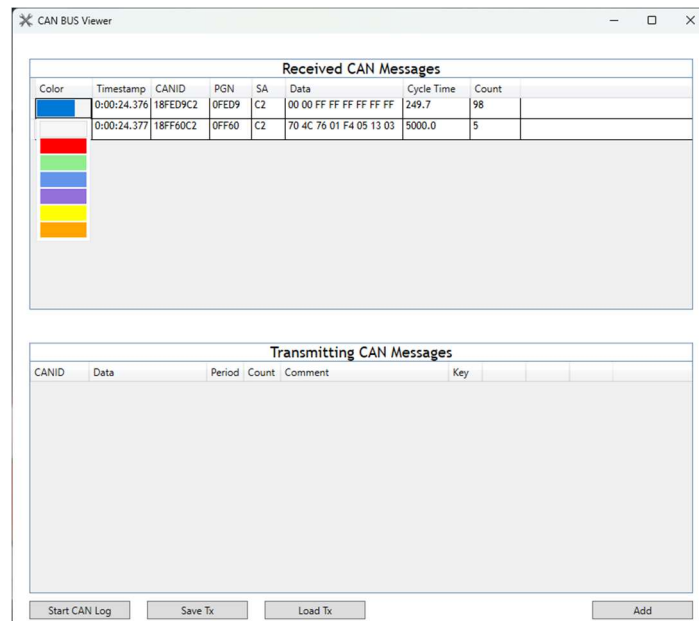 CAN BUS Viewer
Received CAN Messages
Color Timestamp CANID PGN SA Data Cycle Time Count
0:00:24.376 18FED9C2 0FED9 C2 00 00 FF FF FF FF FF FF 249.7 98
0:00:24.377 18FF60C2 0FF60 C2 70 4C 76 01 F4 05 13 03 5000.0 5
Transmitting CAN Messages
CANID Data Period Count Comment Key
Start CAN Log Save Tx Load Tx Add